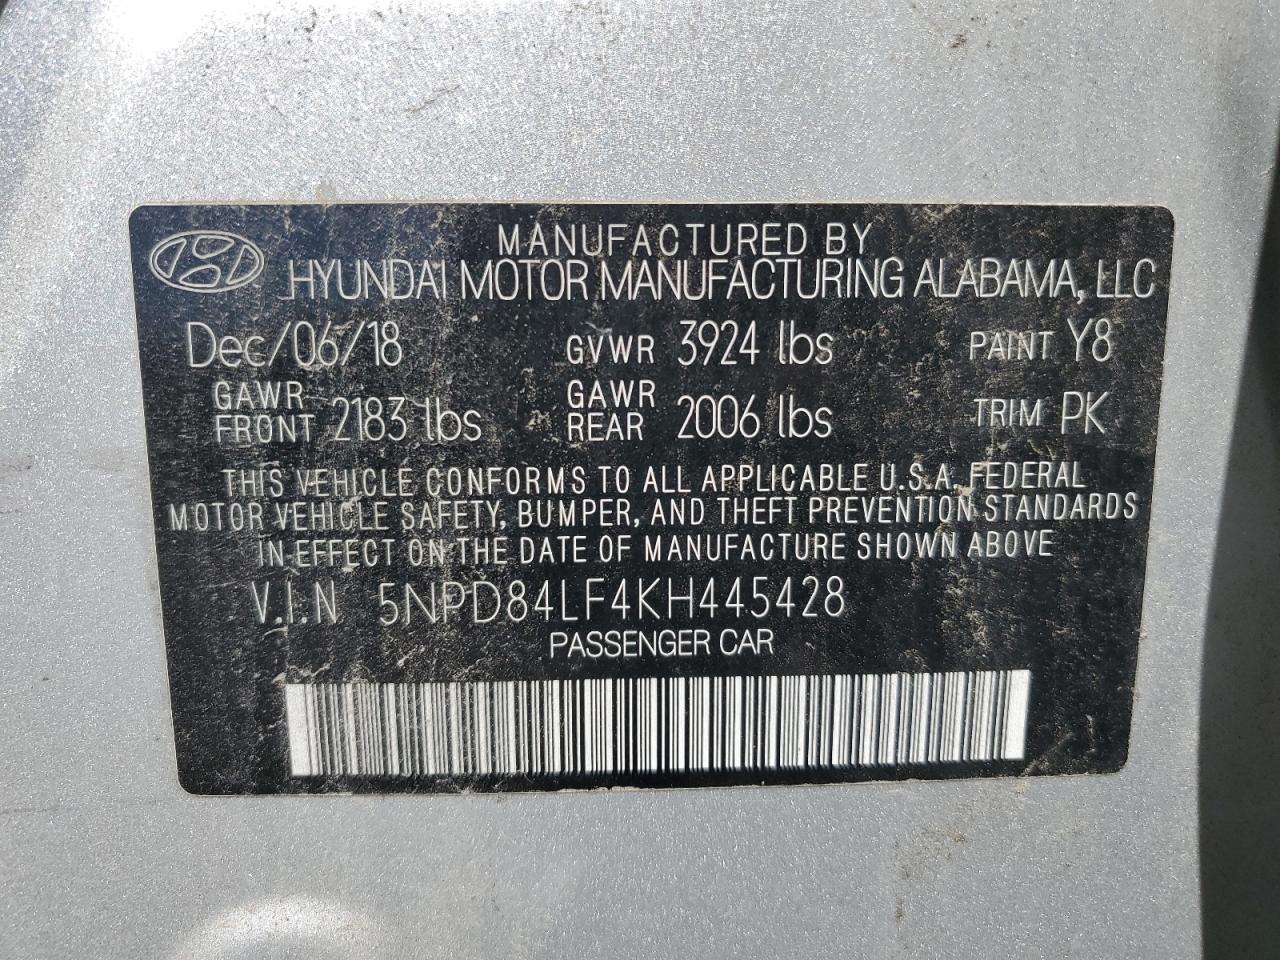 MANUFACTURED BY
HYUNDAI MOTOR MANUFACTURING ALABAMA, LLC
Dec/06/18 GVWR 3924 lbs PAINT Y8
GAWR FRONT 2183 lbs GAWR REAR 2006 lbs TRIM PK
THIS VEHICLE CONFORMS TO ALL APPLICABLE U.S.A. FEDERAL
MOTOR VEHICLE SAFETY, BUMPER, AND THEFT PREVENTION STANDARDS
IN EFFECT ON THE DATE OF MANUFACTURE SHOWN ABOVE
V.I.N 5NPD84LF4KH445428
PASSENGER CAR